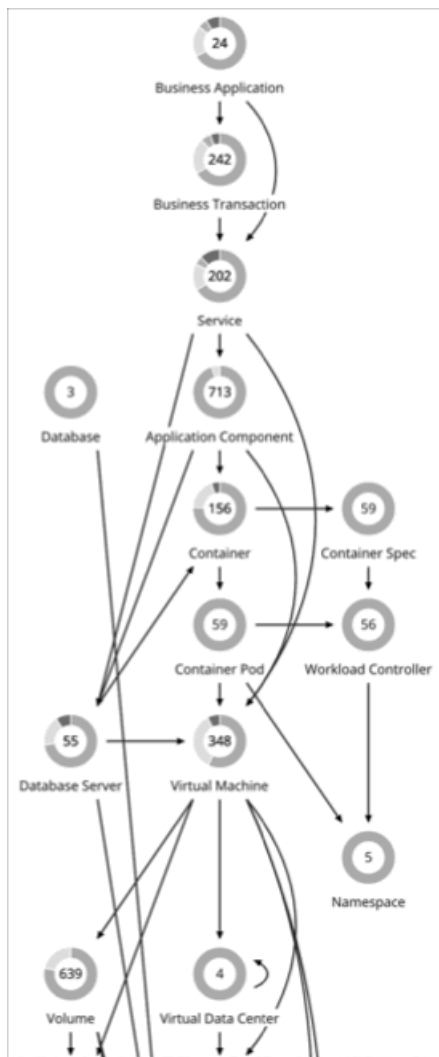 24
Business Application
242
Business Transaction
202
Service
3
713
Database
Application Component
156
59
Container
Container Spec
59
56
Container Pod
Workload Controller
55
348
Database Server
Virtual Machine
5
Namespace
639
4
Volume
Virtual Data Center